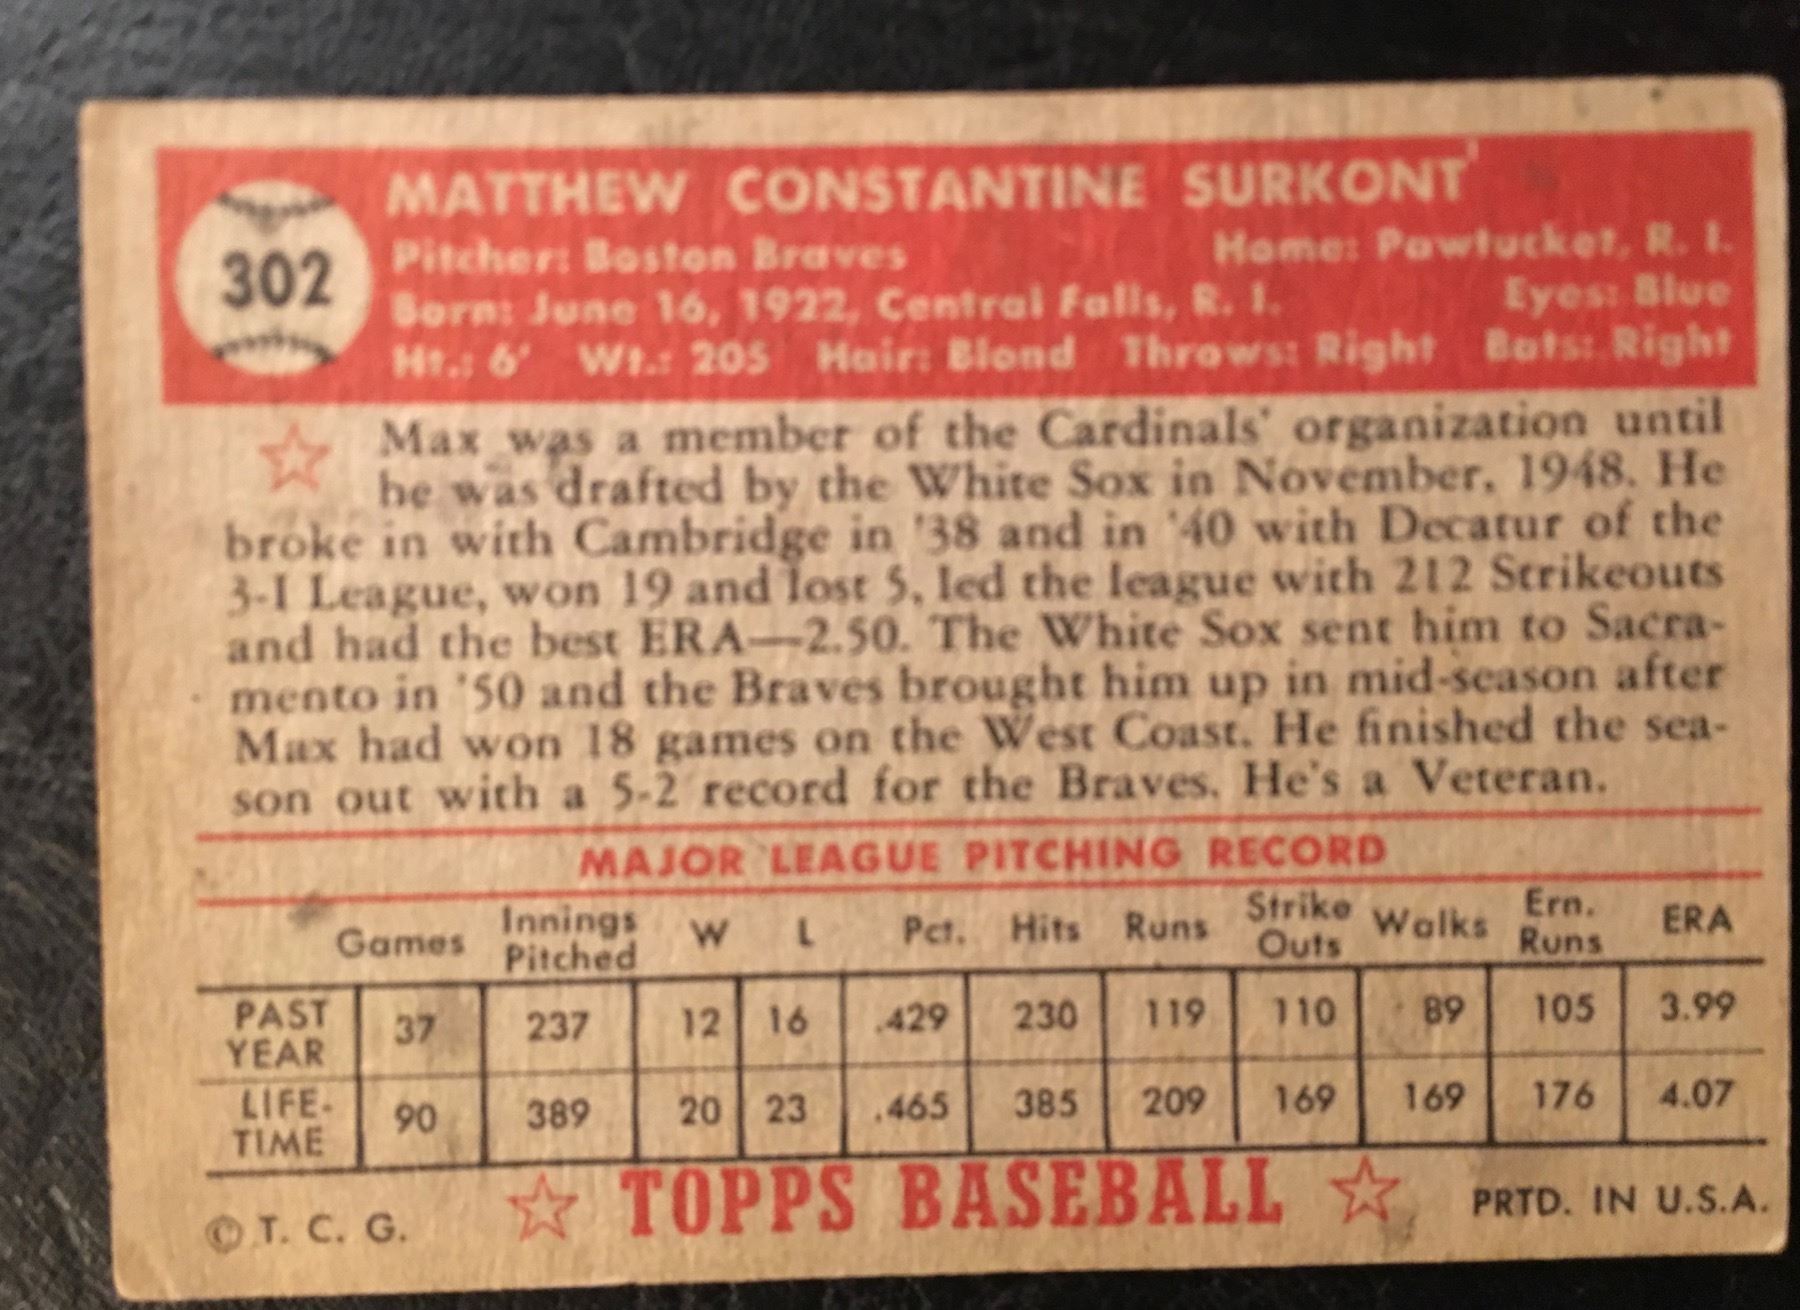 MATTHEW CONSTANTINE SURKONT
302
Pitcher: Boston Braves Home: Pawtucket, R. I.
Born: June 16, 1922, Central Falls, R. I. Eyes: Blue
Ht.: 6' Wt.: 205 Hair: Blond Throws: Right Bats: Right
Max was a member of the Cardinals' organization until
he was drafted by the White Sox in November, 1948. He
broke in with Cambridge in '38 and in '40 with Decatur of the
3-I League, won 19 and lost 5, led the league with 212 Strikeouts
and had the best ERA—2.50. The White Sox sent him to Sacra-
mento in '50 and the Braves brought him up in mid-season after
Max had won 18 games on the West Coast. He finished the sea-
son out with a 5-2 record for the Braves. He's a Veteran.
MAJOR LEAGUE PITCHING RECORD
Games Innings Pitched W L Pct. Hits Runs Strike Outs Walks Ern. Runs ERA
PAST YEAR 37 237 12 16 .429 230 119 110 89 105 3.99
LIFE-TIME 90 389 20 23 .465 385 209 169 169 176 4.07
© T. C. G. TOPPS BASEBALL PRTD. IN U.S.A.